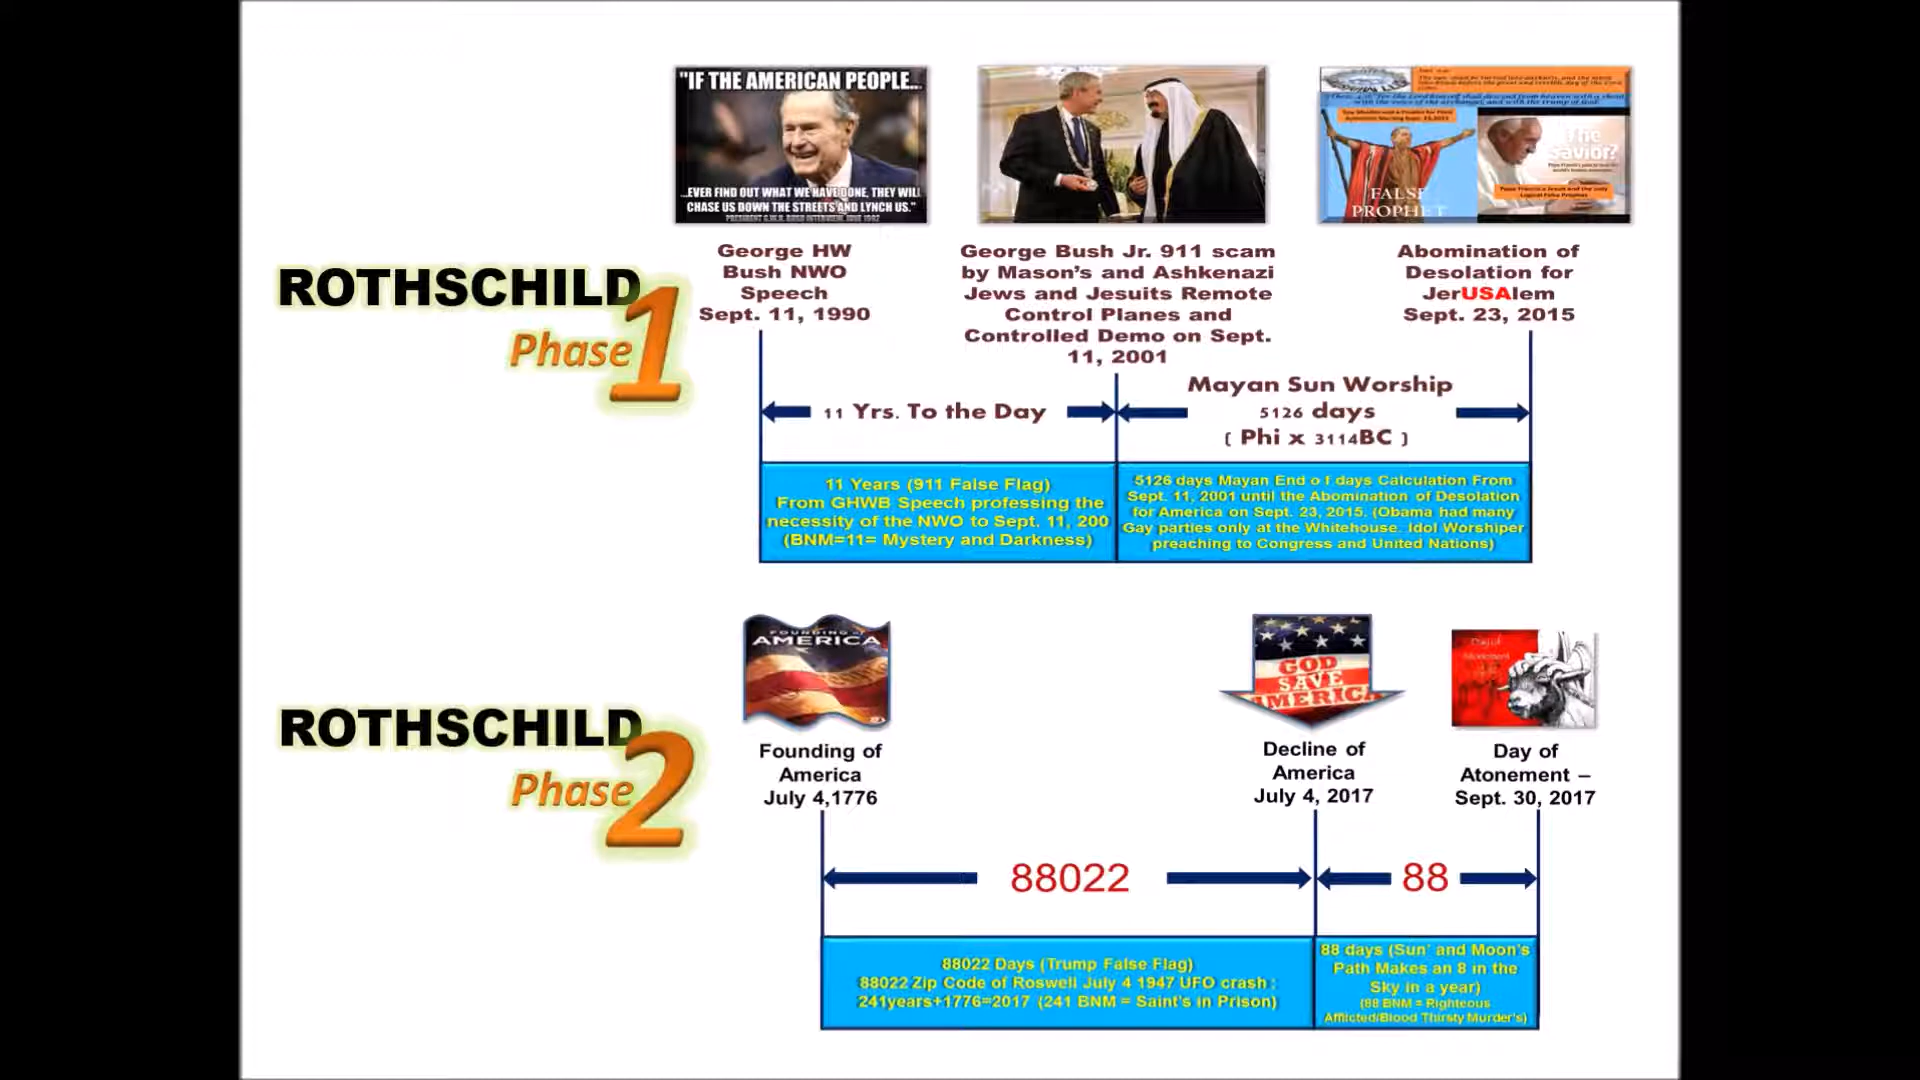 "IF THE AMERICAN PEOPLE...
...EVER FIND OUT WHAT WE HAVE DONE, THEY WILL
CHASE US DOWN THE STREETS AND LYNCH US."
PRESIDENT G.W.H. BUSH INTERVIEW, JUNE 1992
FALSE
PROPHET
The
Savior?
ROTHSCHILD
Phase 1
George HW
Bush NWO
Speech
Sept. 11, 1990
George Bush Jr. 911 scam
by Mason's and Ashkenazi
Jews and Jesuits Remote
Control Planes and
Controlled Demo on Sept.
11, 2001
Abomination of
Desolation for
JerUSAlem
Sept. 23, 2015
11 Yrs. To the Day
Mayan Sun Worship
5126 days
( Phi x 3114BC )
11 Years (911 False Flag)
From GHWB Speech professing the
necessity of the NWO to Sept. 11, 200
(BNM=11= Mystery and Darkness)
5126 days Mayan End o f days Calculation From
Sept. 11, 2001 until the Abomination of Desolation
for America on Sept. 23, 2015. (Obama had many
Gay parties only at the Whitehouse. Idol Worshiper
preaching to Congress and United Nations)
FOUNDING of
AMERICA
GOD
SAVE
AMERICA
Day of
Atonement
ROTHSCHILD
Phase 2
Founding of
America
July 4,1776
Decline of
America
July 4, 2017
Day of
Atonement –
Sept. 30, 2017
88022
88
88022 Days (Trump False Flag)
88022 Zip Code of Roswell July 4 1947 UFO crash :
241years+1776=2017 (241 BNM = Saint's in Prison)
88 days (Sun' and Moon's
Path Makes an 8 in the
Sky in a year)
(88 BNM = Righteous
Afflicted/Blood Thirsty Murder's)